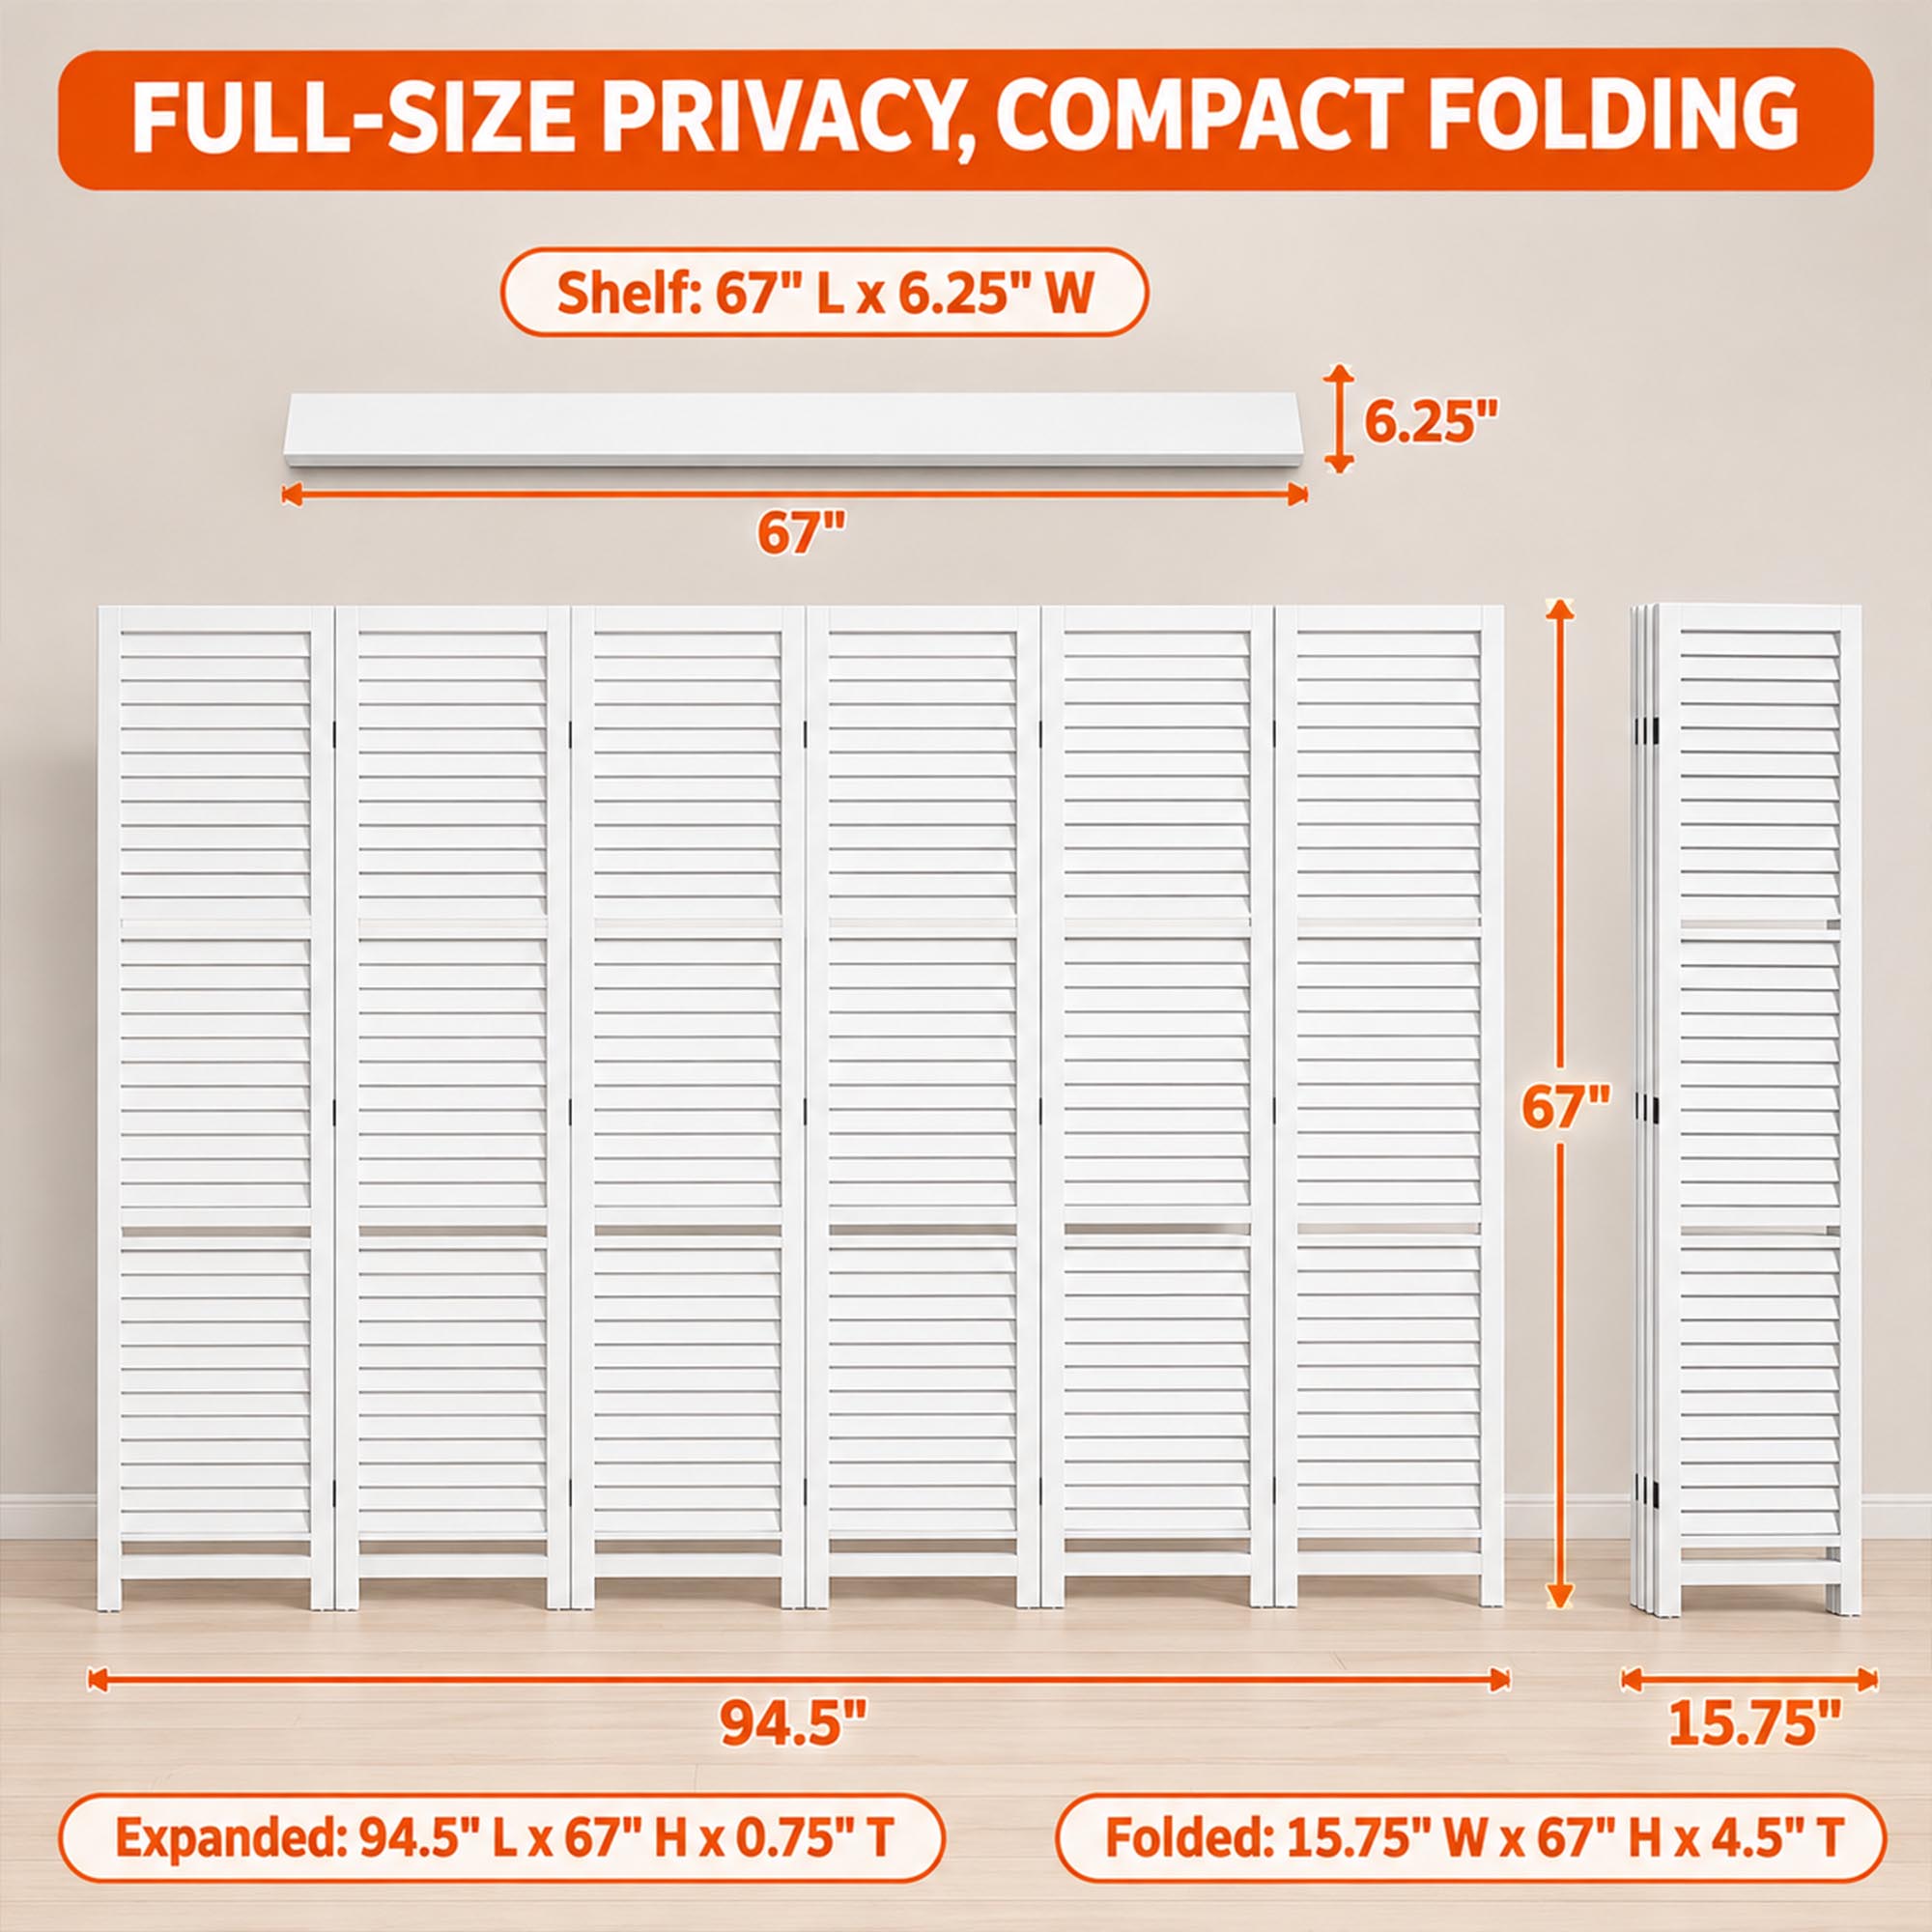 FULL-SIZE PRIVACY, COMPACT FOLDING
Shelf: 67" L x 6.25" W
6.25"
67"
67"
94.5"
15.75"
Expanded: 94.5" L x 67" H x 0.75" T
Folded: 15.75" W x 67" H x 4.5" T